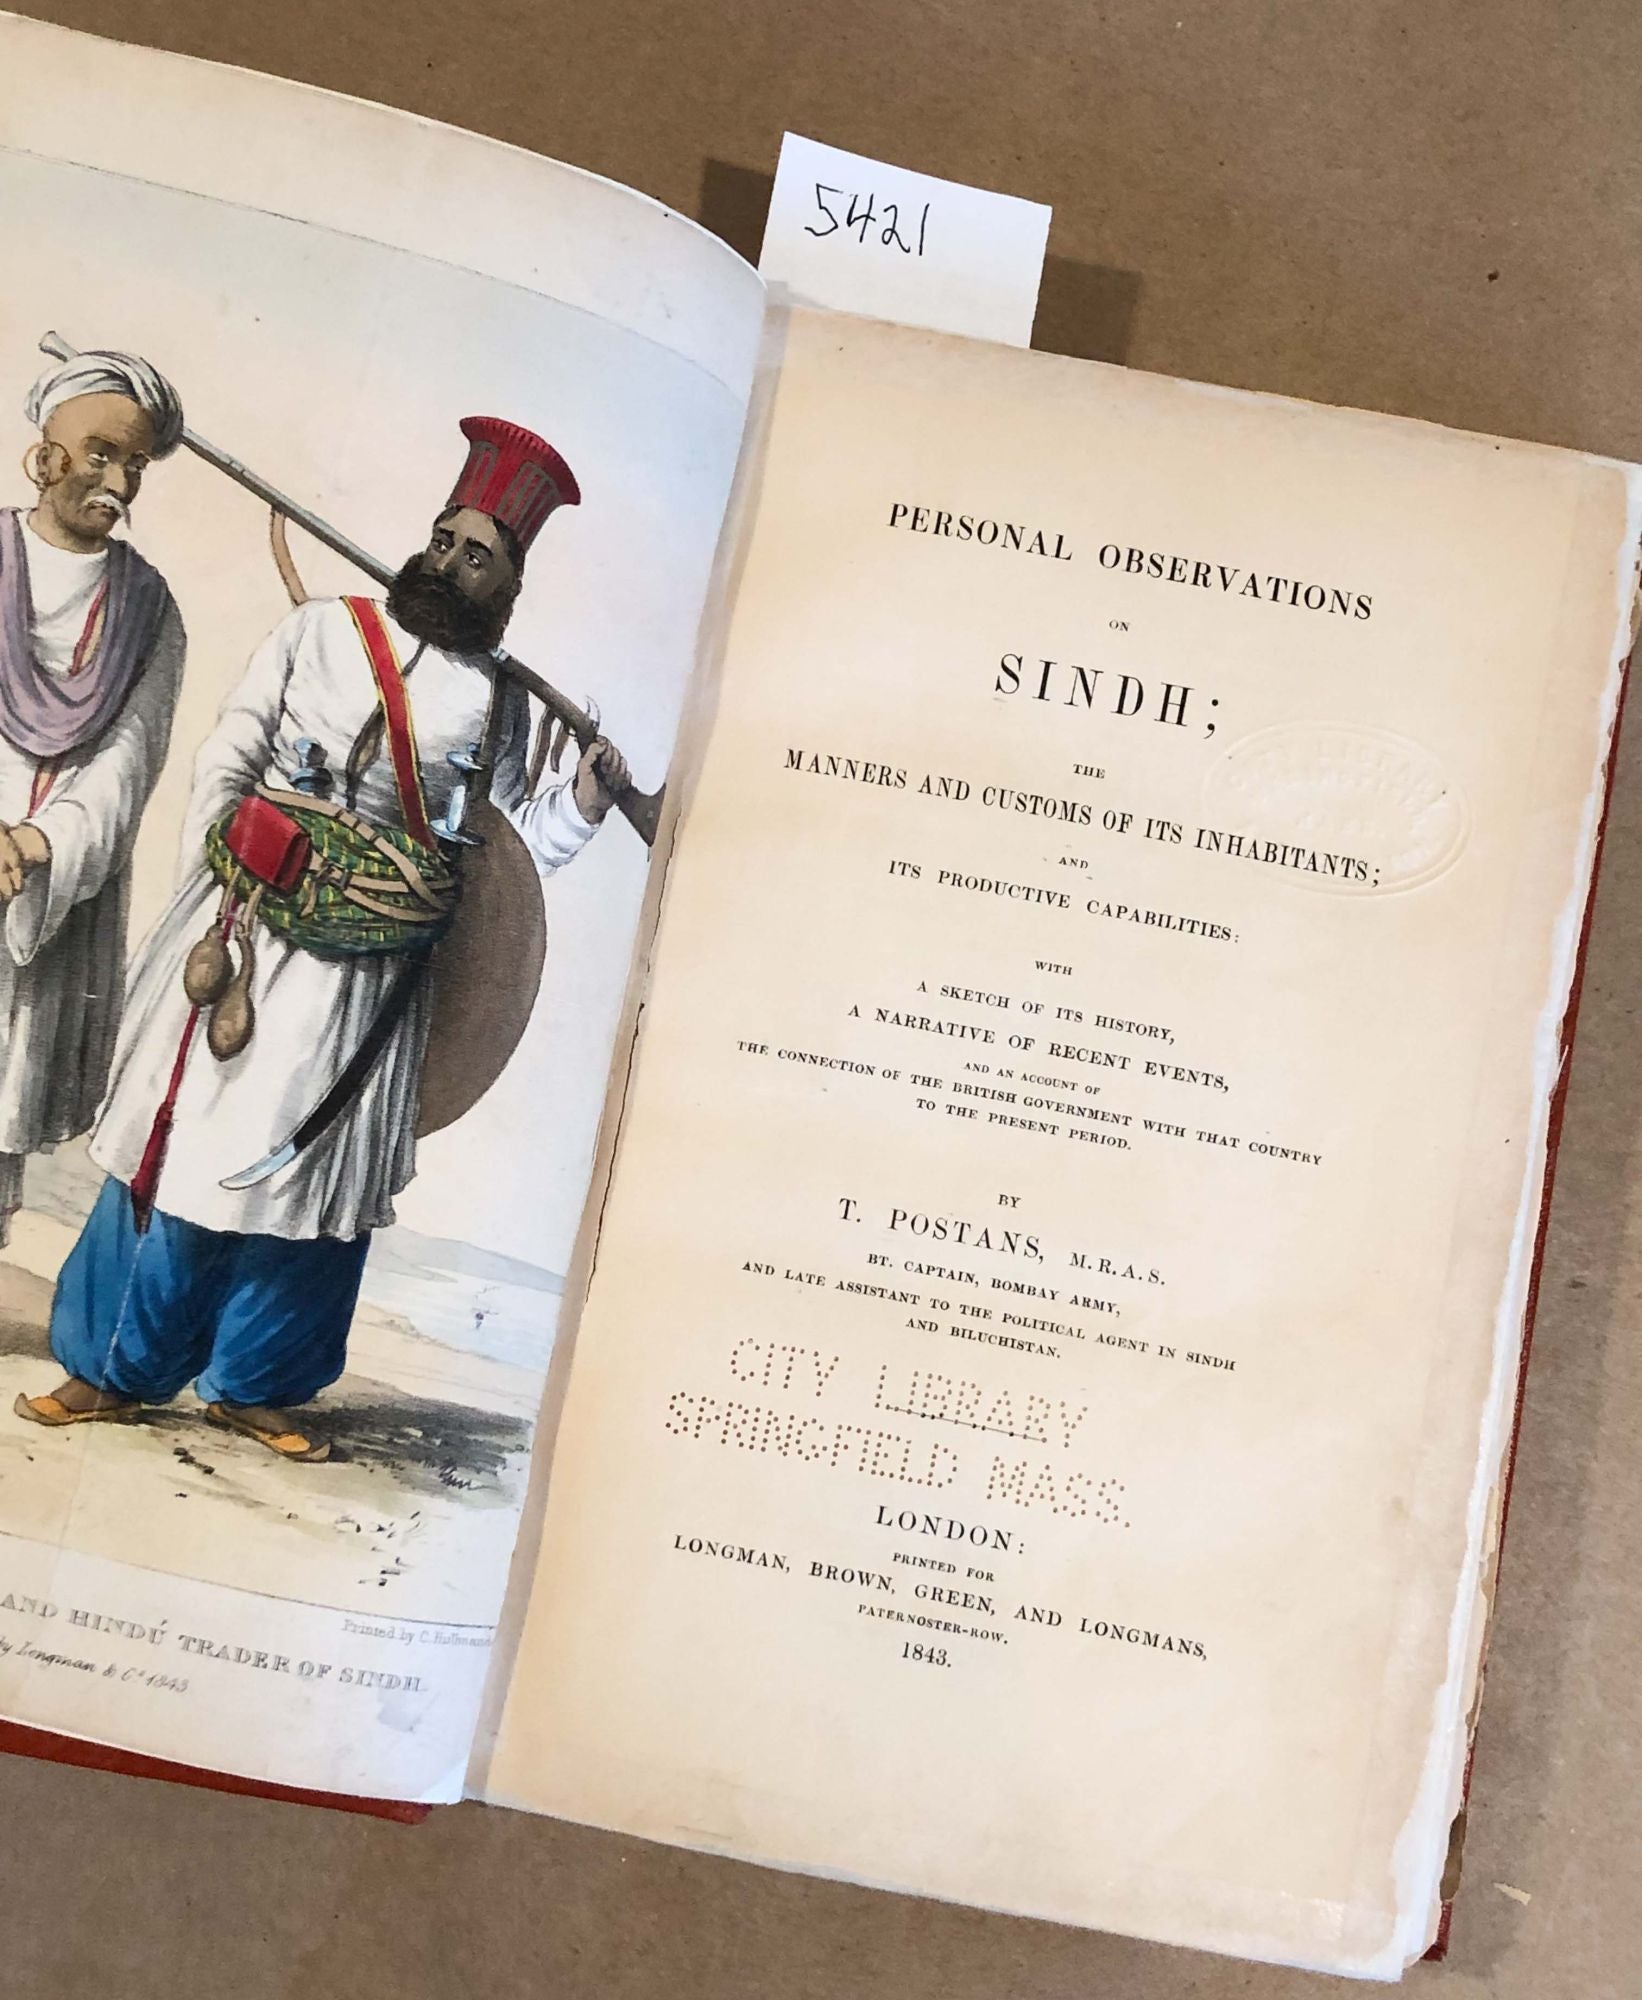 5421
AND HINDÚ TRADER OF SINDH.
Printed by C. Hullmandel
by Longman & Co. 1843
PERSONAL OBSERVATIONS
ON
SINDH;
THE
MANNERS AND CUSTOMS OF ITS INHABITANTS;
AND
ITS PRODUCTIVE CAPABILITIES:
WITH
A SKETCH OF ITS HISTORY,
A NARRATIVE OF RECENT EVENTS,
AND AN ACCOUNT OF
THE CONNECTION OF THE BRITISH GOVERNMENT WITH THAT COUNTRY
TO THE PRESENT PERIOD.
BY
T. POSTANS, M.R.A.S.
BT. CAPTAIN, BOMBAY ARMY,
AND LATE ASSISTANT TO THE POLITICAL AGENT IN SINDH
AND BILUCHISTAN.
CITY LIBRARY
SPRINGFIELD MASS.
LONDON:
PRINTED FOR
LONGMAN, BROWN, GREEN, AND LONGMANS,
PATERNOSTER-ROW.
1843.